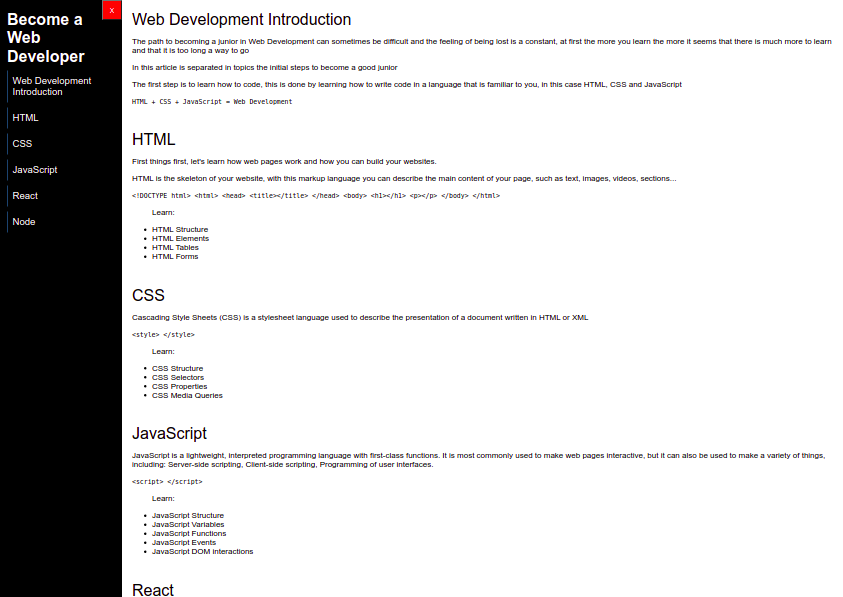 Become a
Web
Developer
x
Web Development
Introduction
HTML
CSS
JavaScript
React
Node
Web Development Introduction
The path to becoming a junior in Web Development can sometimes be difficult and the feeling of being lost is a constant, at first the more you learn the more it seems that there is much more to learn
and that it is too long a way to go
In this article is separated in topics the initial steps to become a good junior
The first step is to learn how to code, this is done by learning how to write code in a language that is familiar to you, in this case HTML, CSS and JavaScript
HTML + CSS + JavaScript = Web Development
HTML
First things first, let's learn how web pages work and how you can build your websites.
HTML is the skeleton of your website, with this markup language you can describe the main content of your page, such as text, images, videos, sections...
<!DOCTYPE html> <html> <head> <title></title> </head> <body> <h1></h1> <p></p> </body> </html>
Learn:
• HTML Structure
• HTML Elements
• HTML Tables
• HTML Forms
CSS
Cascading Style Sheets (CSS) is a stylesheet language used to describe the presentation of a document written in HTML or XML
<style> </style>
Learn:
• CSS Structure
• CSS Selectors
• CSS Properties
• CSS Media Queries
JavaScript
JavaScript is a lightweight, interpreted programming language with first-class functions. It is most commonly used to make web pages interactive, but it can also be used to make a variety of things,
including: Server-side scripting, Client-side scripting, Programming of user interfaces.
<script> </script>
Learn:
• JavaScript Structure
• JavaScript Variables
• JavaScript Functions
• JavaScript Events
• JavaScript DOM interactions
React